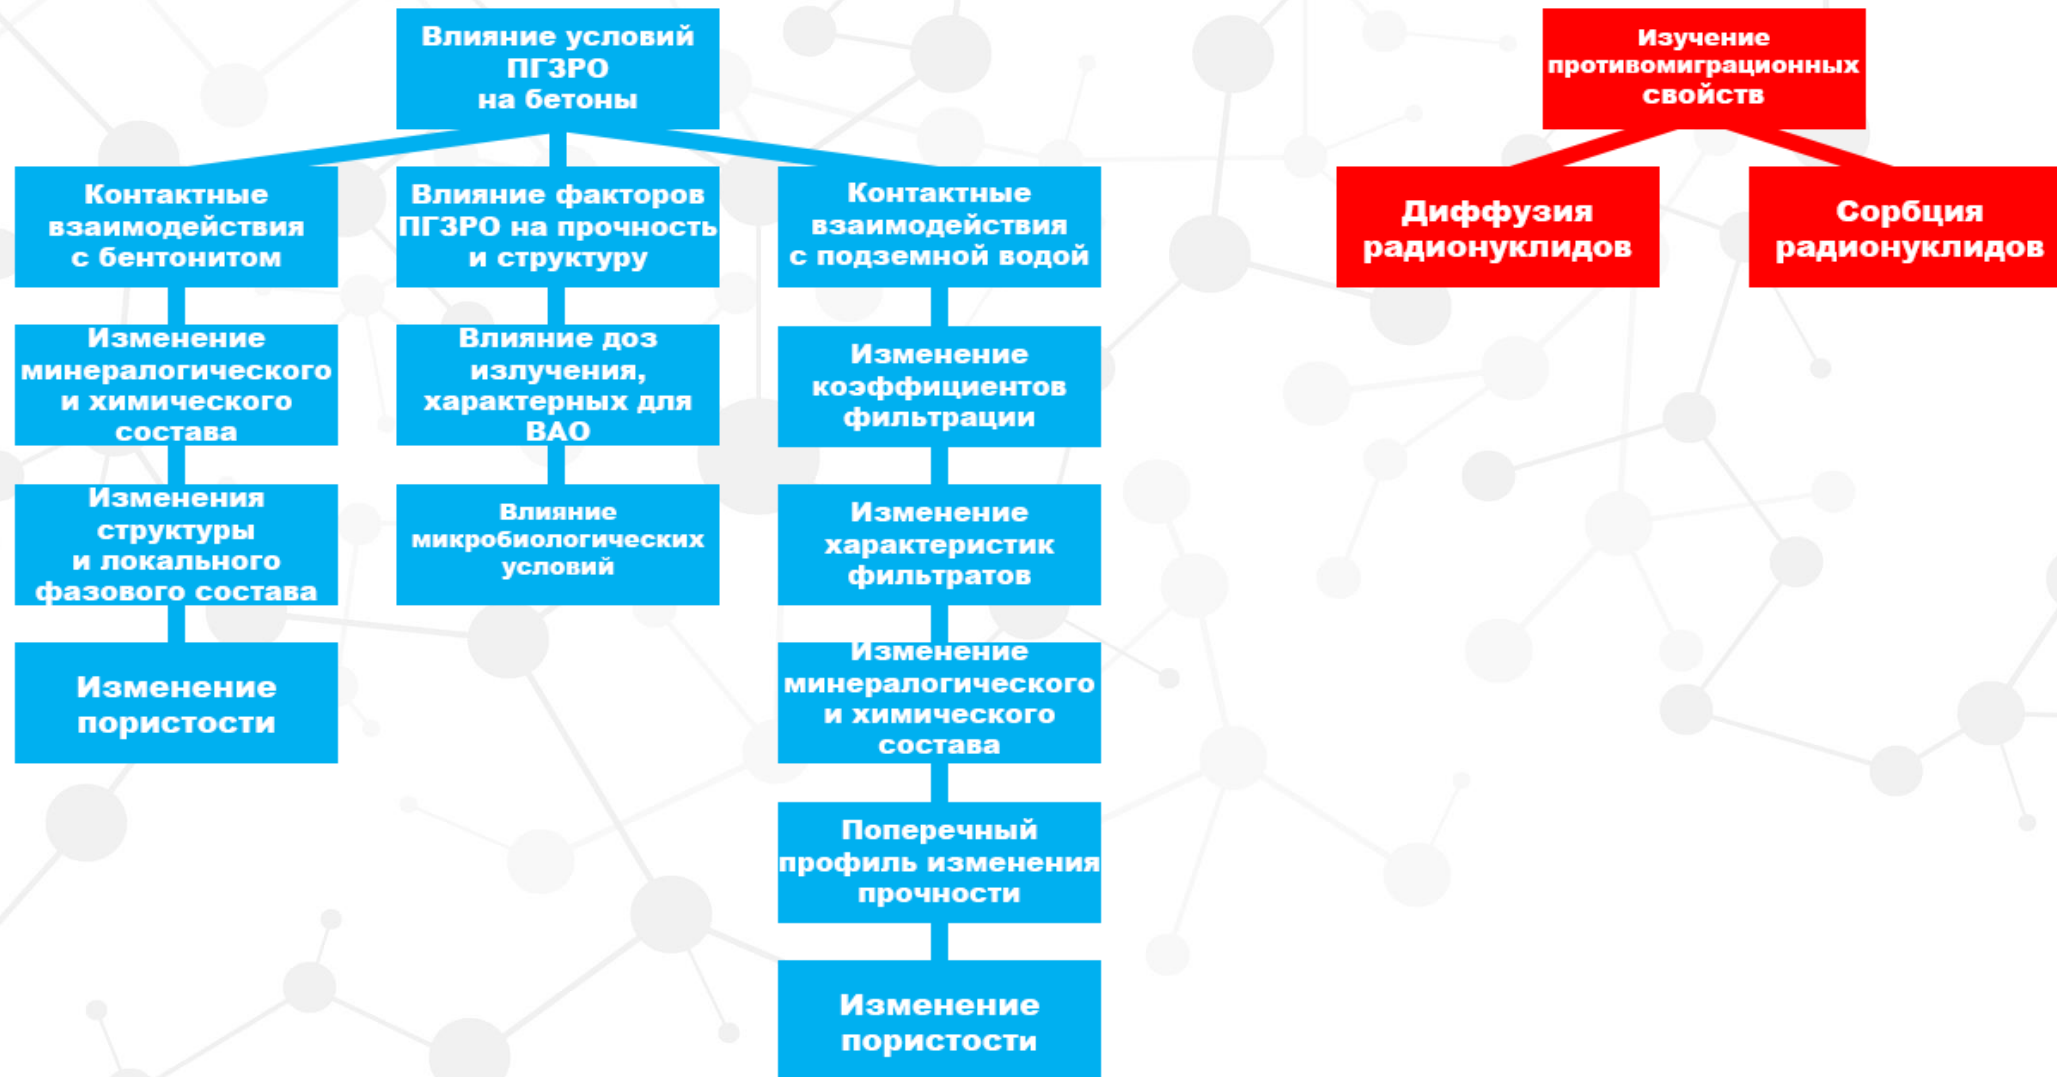 Влияние условий
ПГЗРО
на бетоны
Контактные
взаимодействия
с бентонитом
Изменение
минералогического
и химического
состава
Изменения
структуры
и локального
фазового состава
Изменение
пористости
Влияние факторов
ПГЗРО на прочность
и структуру
Влияние доз
излучения,
характерных для
ВАО
Влияние
микробиологических
условий
Контактные
взаимодействия
с подземной водой
Изменение
коэффициентов
фильтрации
Изменение
характеристик
фильтратов
Изменение
минералогического
и химического
состава
Поперечный
профиль изменения
прочности
Изменение
пористости
Изучение
противомиграционных
свойств
Диффузия
радионуклидов
Сорбция
радионуклидов